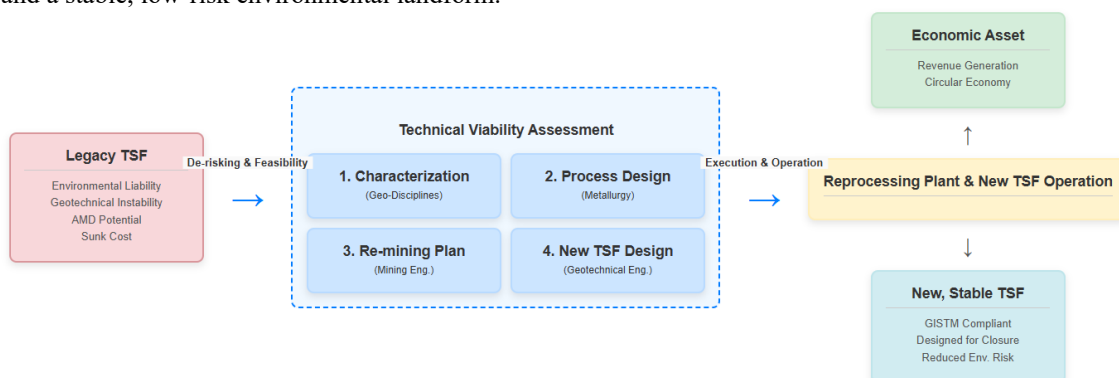 and a stable, low-risk environmental landform.
Legacy TSF
Environmental Liability
Geotechnical Instability
AMD Potential
Sunk Cost
De-risking & Feasibility
→
Technical Viability Assessment
1. Characterization
(Geo-Disciplines)
2. Process Design
(Metallurgy)
3. Re-mining Plan
(Mining Eng.)
4. New TSF Design
(Geotechnical Eng.)
Execution & Operation
→
Economic Asset
Revenue Generation
Circular Economy
↑
Reprocessing Plant & New TSF Operation
↓
New, Stable TSF
GISTM Compliant
Designed for Closure
Reduced Env. Risk